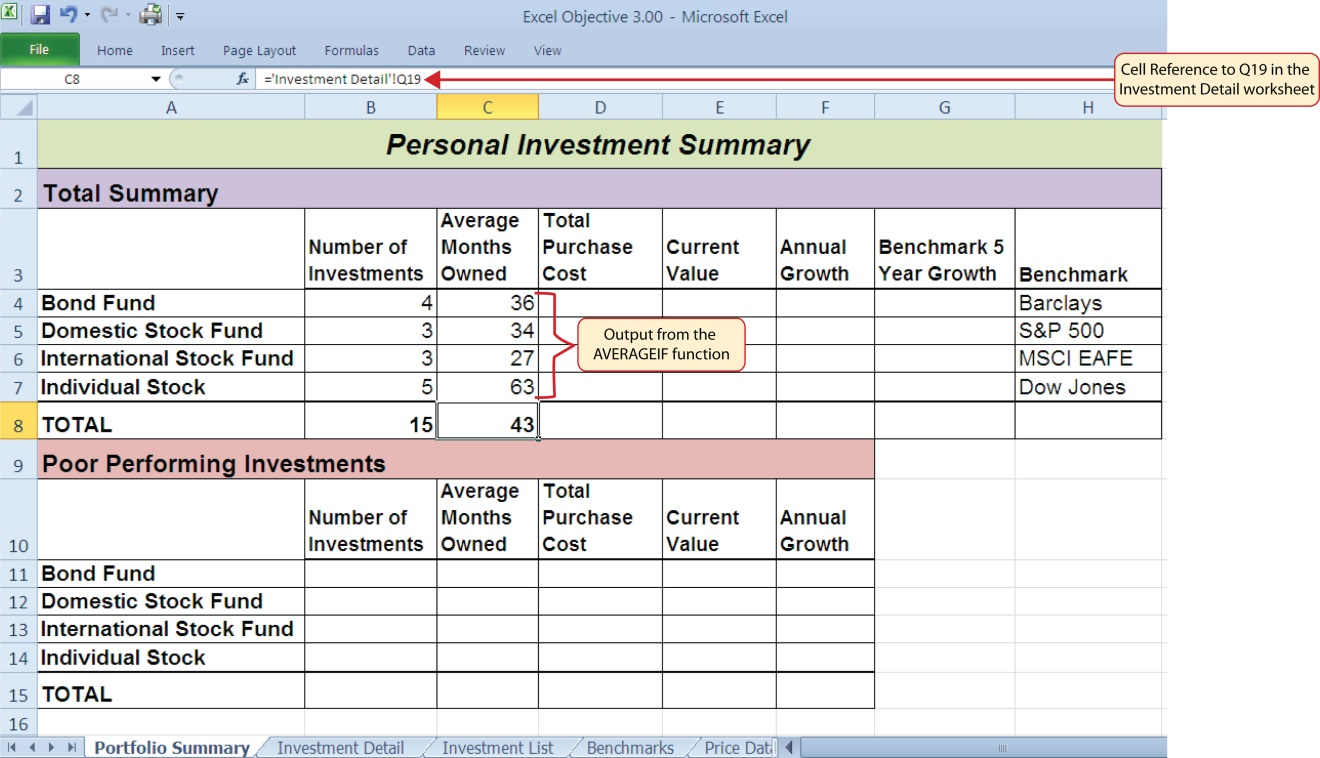 Excel Objective 3.00 - Microsoft Excel
File Home Insert Page Layout Formulas Data Review View
C8 fx ='Investment Detail'!Q19
Cell Reference to Q19 in the
Investment Detail worksheet
A B C D E F G H
1 Personal Investment Summary
2 Total Summary
3 Number of Investments Average Months Owned Total Purchase Cost Current Value Annual Growth Benchmark 5 Year Growth Benchmark
4 Bond Fund 4 36 Barclays
5 Domestic Stock Fund 3 34 S&P 500
6 International Stock Fund 3 27 MSCI EAFE
7 Individual Stock 5 63 Dow Jones
Output from the
AVERAGEIF function
8 TOTAL 15 43
9 Poor Performing Investments
10 Number of Investments Average Months Owned Total Purchase Cost Current Value Annual Growth
11 Bond Fund
12 Domestic Stock Fund
13 International Stock Fund
14 Individual Stock
15 TOTAL
16
Portfolio Summary Investment Detail Investment List Benchmarks Price Dat